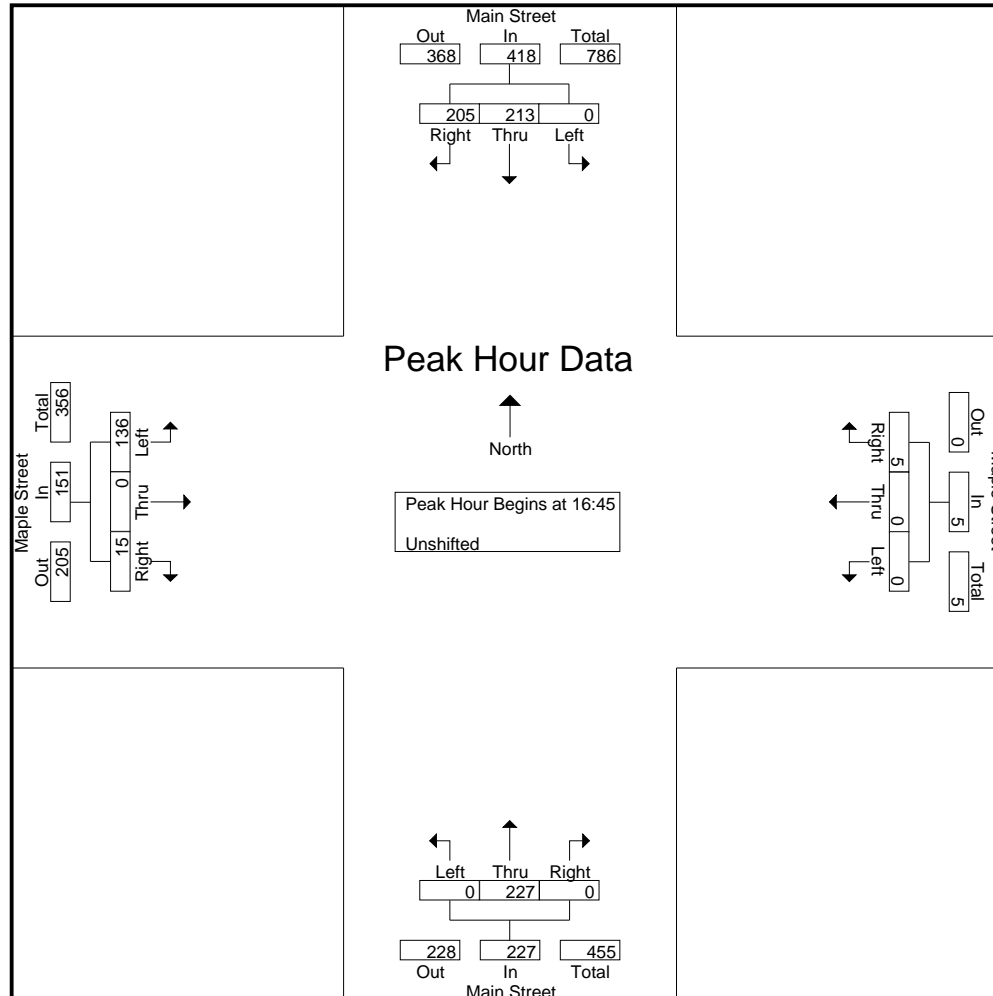 Main Street
Out In Total
368 418 786
205 213 0
Right Thru Left
Peak Hour Data
North
Peak Hour Begins at 16:45
Unshifted
Maple Street
Total In Out
356 151 205
136 0 15
Left Thru Right
Out In Total
0 5 5
5 0 0
Right Thru Left
Left Thru Right
0 227 0
228 227 455
Out In Total
Main Street